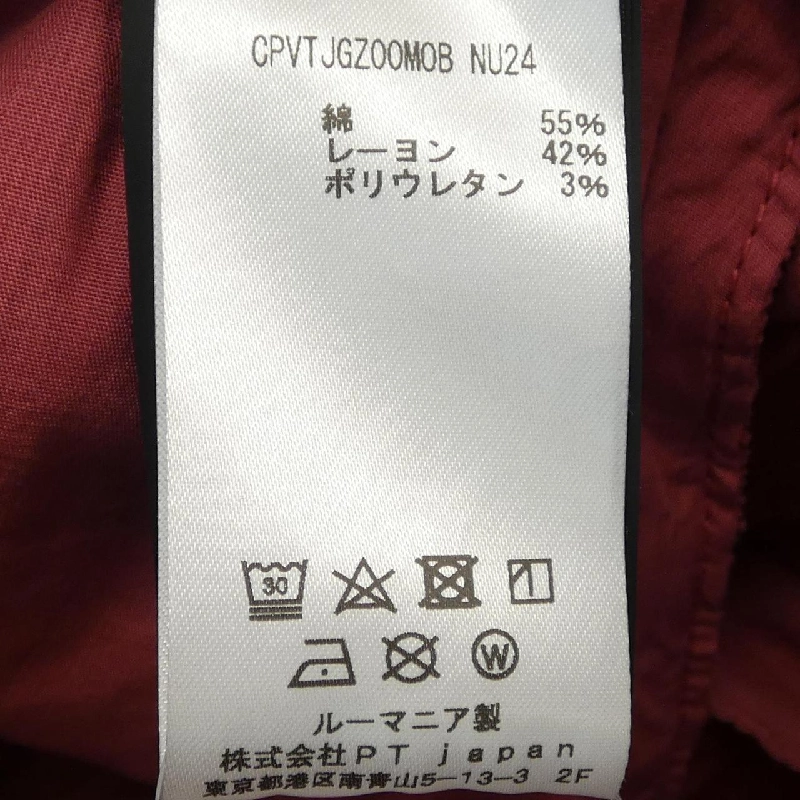 CPVTJGZ00M0B NU24
綿 55%
レーヨン 42%
ポリウレタン 3%
30
W
ルーマニア製
株式会社PT japan
東京都港区南青山5-13-3 2F